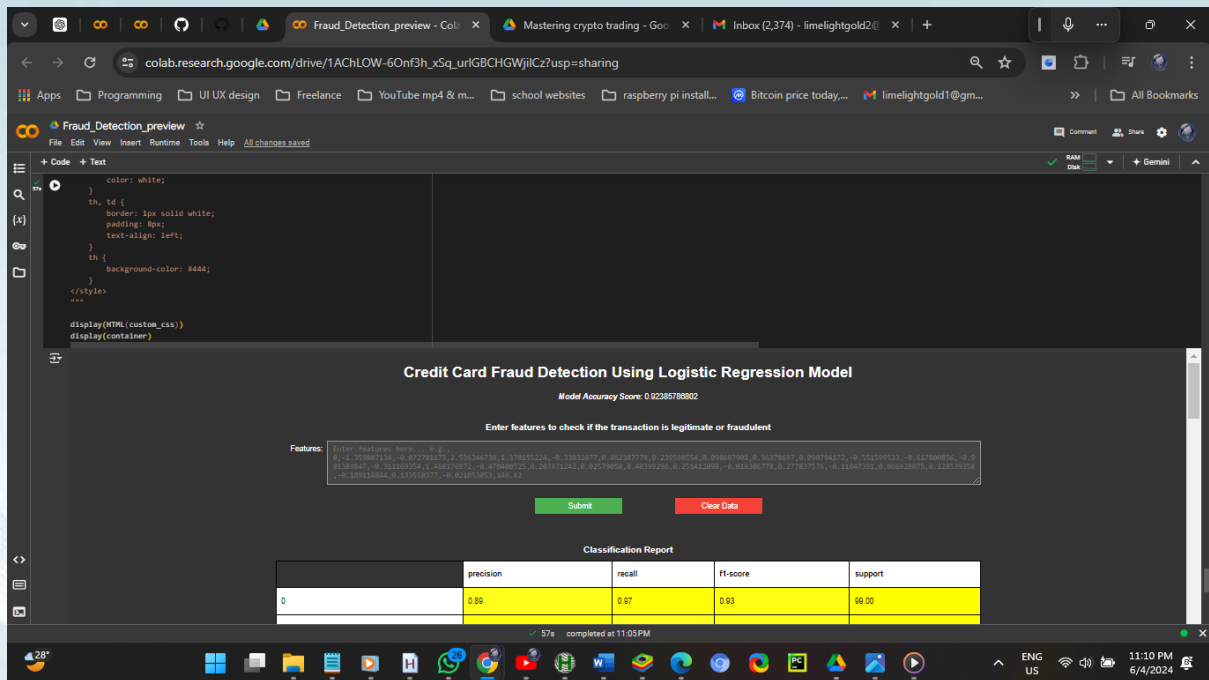 Fraud_Detection_preview - Cola
Mastering crypto trading - Goo
Inbox (2,374) - limelightgold2@
colab.research.google.com/drive/1AChLOW-6Onf3h_xSq_urlGBCHGWjilCz?usp=sharing
Apps
Programming
UI UX design
Freelance
YouTube mp4 & m...
school websites
raspberry pi install...
Bitcoin price today,...
limelightgold1@gm...
All Bookmarks
Fraud_Detection_preview
File Edit View Insert Runtime Tools Help All changes saved
Comment
Share
+ Code + Text
RAM
Disk
Gemini
57s
color: white;
}
th, td {
border: 1px solid white;
padding: 8px;
text-align: left;
}
th {
background-color: #444;
}
</style>
"""
display(HTML(custom_css))
display(container)
Credit Card Fraud Detection Using Logistic Regression Model
Model Accuracy Score: 0.92385786802
Enter features to check if the transaction is legitimate or fraudulent
Features:
Enter features here... e.g.,
Submit
Clear Data
Classification Report
precision recall f1-score support
0 0.89 0.97 0.93 99.00
57s completed at 11:05 PM
28°
26
ENG
US
11:10 PM
6/4/2024